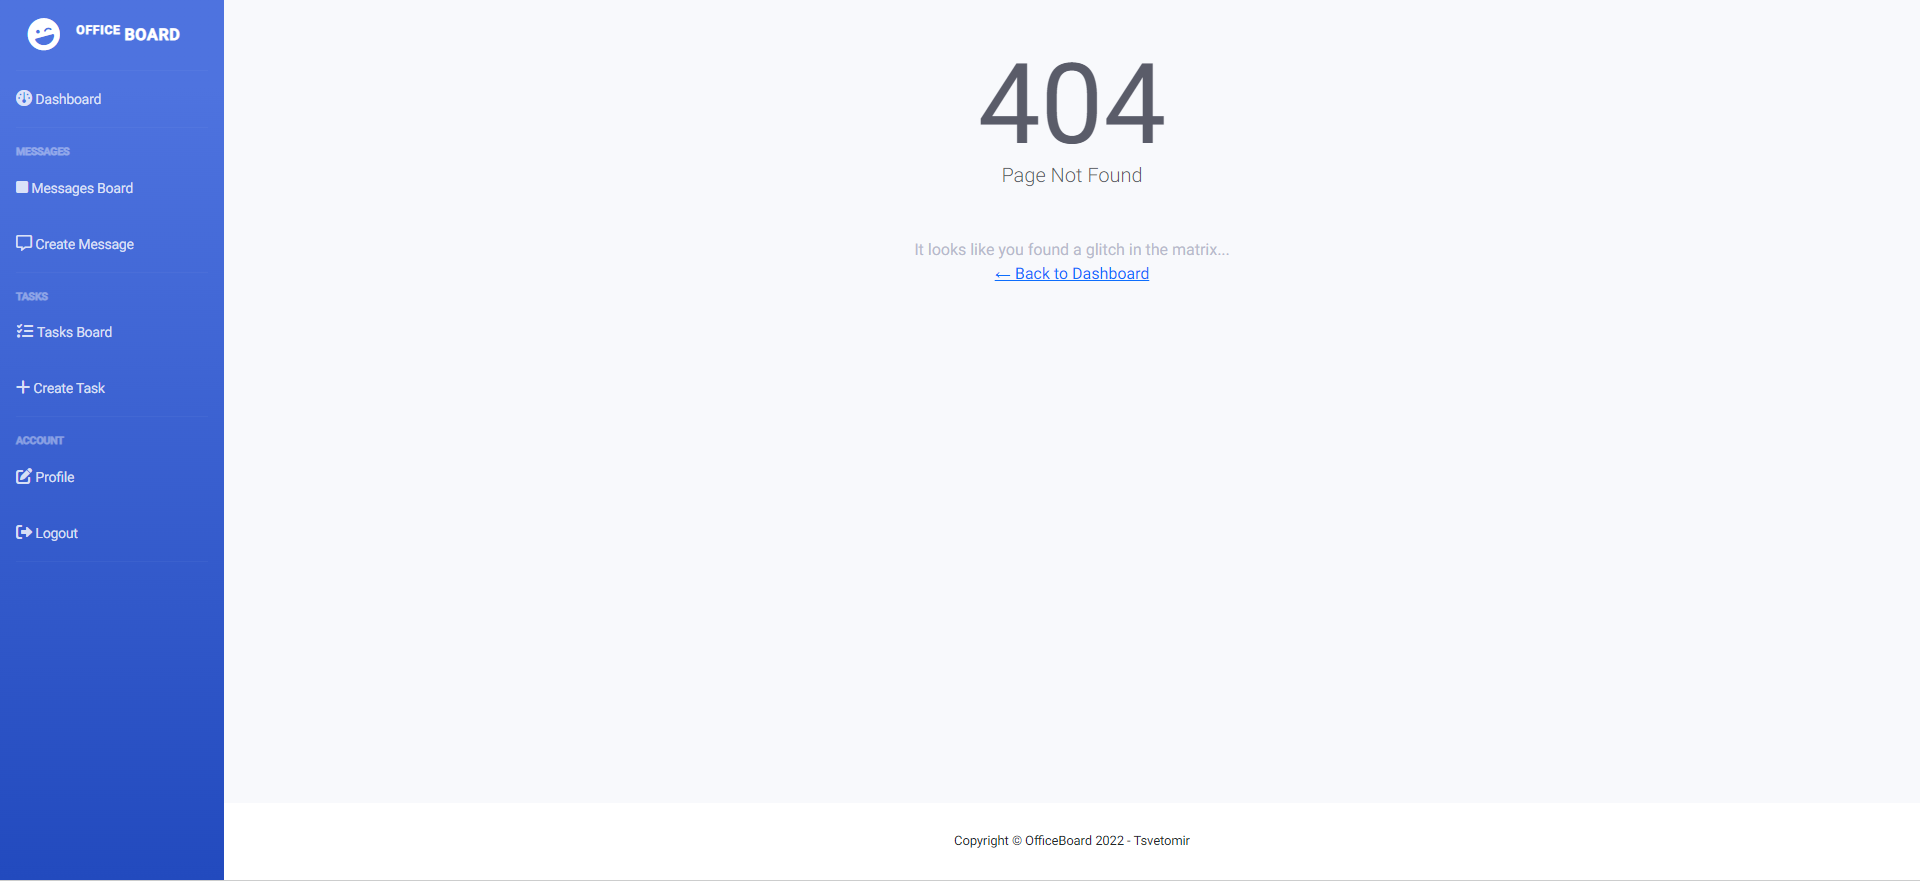 OFFICE BOARD
Dashboard
MESSAGES
Messages Board
Create Message
TASKS
Tasks Board
Create Task
ACCOUNT
Profile
Logout
404
Page Not Found
It looks like you found a glitch in the matrix...
← Back to Dashboard
Copyright © OfficeBoard 2022 - Tsvetomir